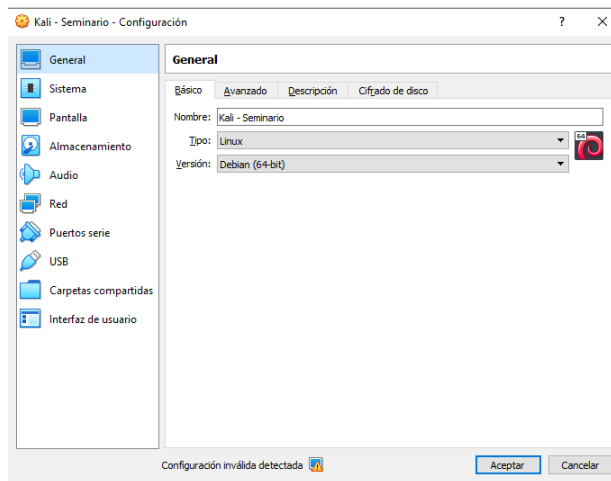 Kali - Seminario - Configuración ? ×
General
Sistema
Pantalla
Almacenamiento
Audio
Red
Puertos serie
USB
Carpetas compartidas
Interfaz de usuario
General
Básico Avanzado Descripción Cifrado de disco
Nombre: Kali - Seminario
Tipo: Linux
64
Versión: Debian (64-bit)
Configuración inválida detectada Aceptar Cancelar